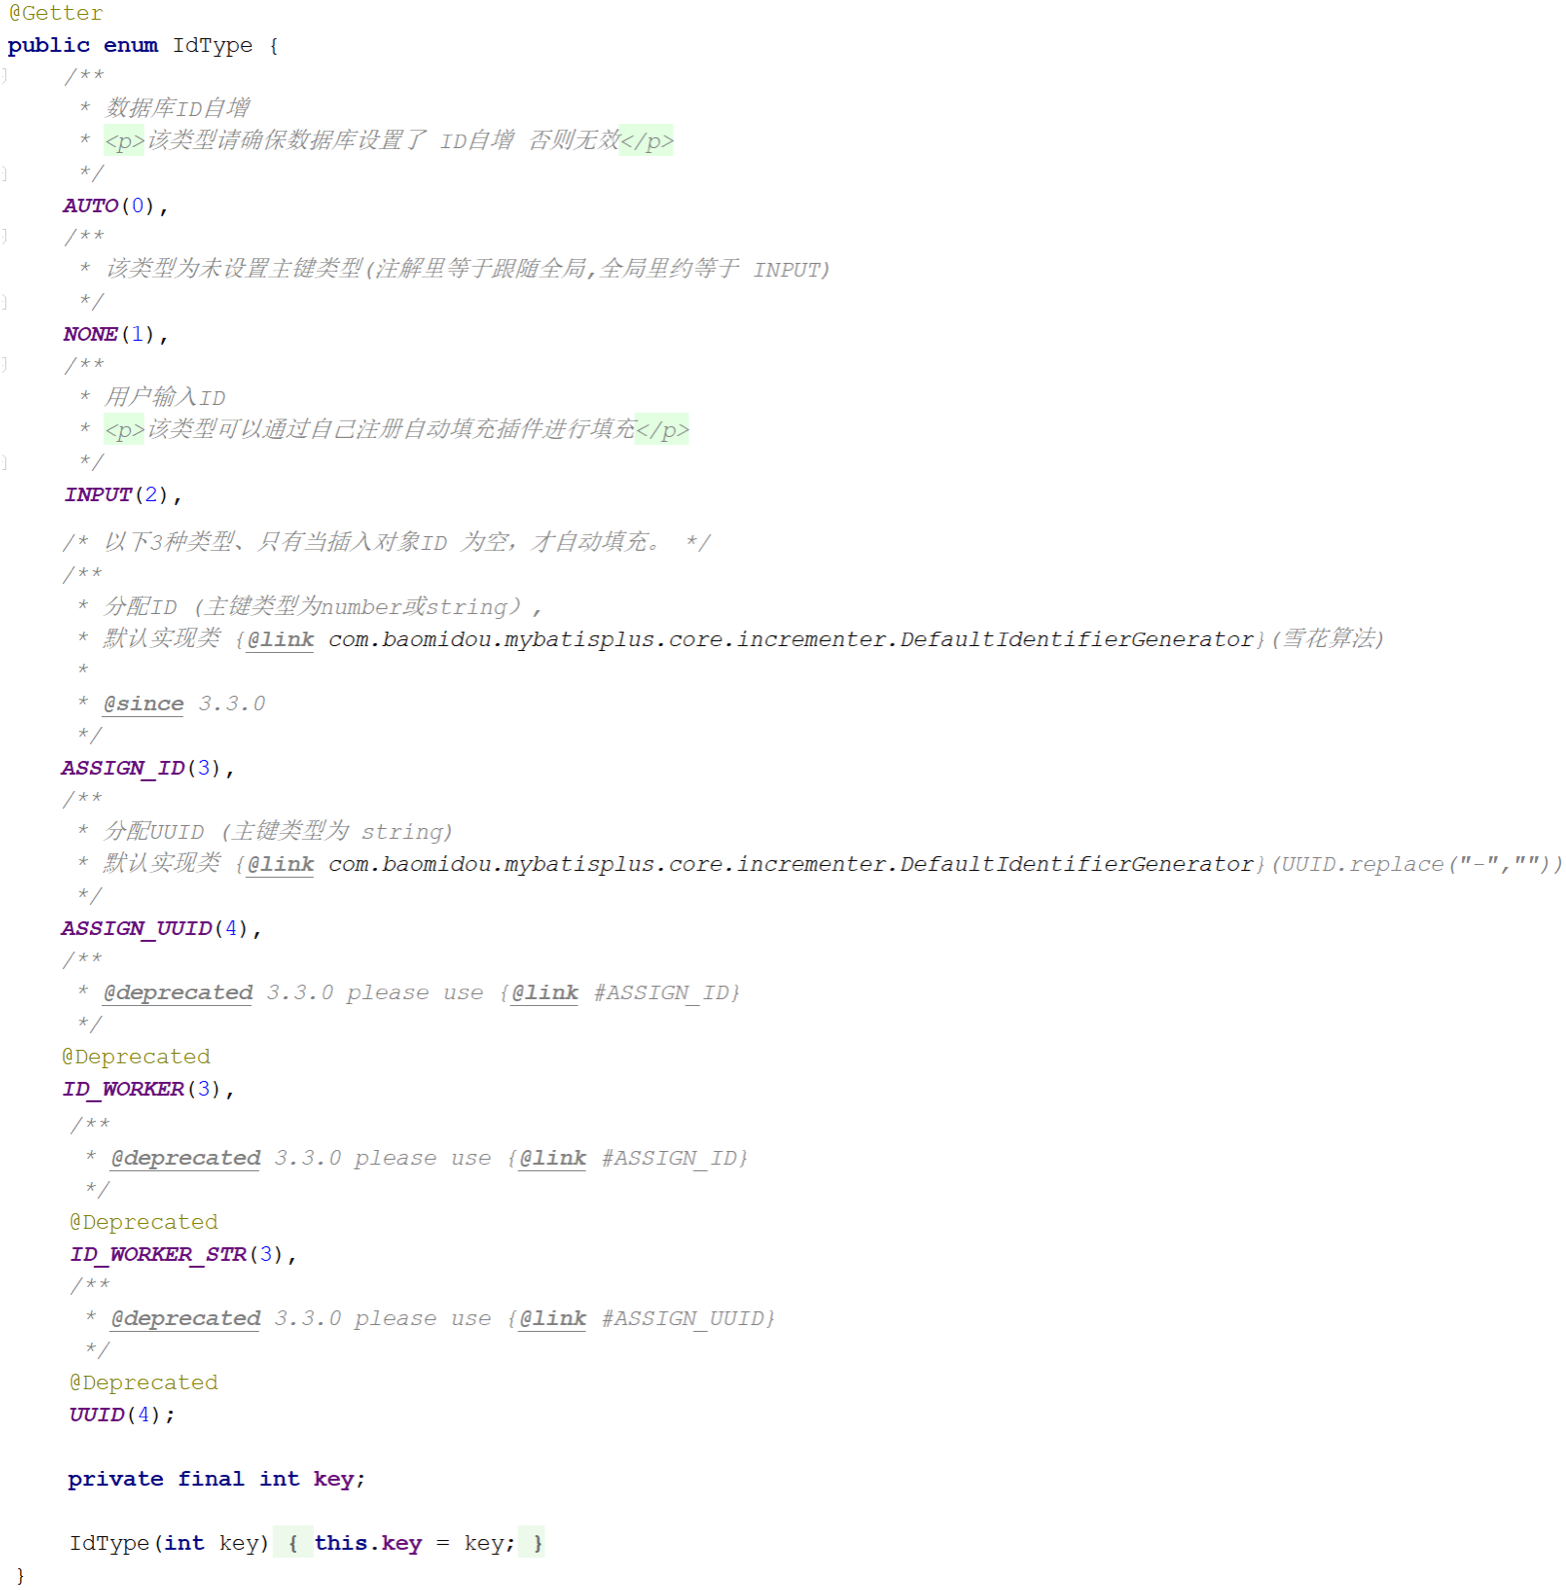 @Getter
public enum IdType {
/**
* 数据库ID自增
* <p>该类型请确保数据库设置了 ID自增 否则无效</p>
*/
AUTO(0),
/**
* 该类型为未设置主键类型(注解里等于跟随全局,全局里约等于 INPUT)
*/
NONE(1),
/**
* 用户输入ID
* <p>该类型可以通过自己注册自动填充插件进行填充</p>
*/
INPUT(2),
/* 以下3种类型、只有当插入对象ID 为空，才自动填充。 */
/**
* 分配ID (主键类型为number或string）,
* 默认实现类 {@link com.baomidou.mybatisplus.core.incrementer.DefaultIdentifierGenerator}(雪花算法)
*
* @since 3.3.0
*/
ASSIGN_ID(3),
/**
* 分配UUID (主键类型为 string)
* 默认实现类 {@link com.baomidou.mybatisplus.core.incrementer.DefaultIdentifierGenerator}(UUID.replace("-",""))
*/
ASSIGN_UUID(4),
/**
* @deprecated 3.3.0 please use {@link #ASSIGN_ID}
*/
@Deprecated
ID_WORKER(3),
/**
* @deprecated 3.3.0 please use {@link #ASSIGN_ID}
*/
@Deprecated
ID_WORKER_STR(3),
/**
* @deprecated 3.3.0 please use {@link #ASSIGN_UUID}
*/
@Deprecated
UUID(4);
private final int key;
IdType(int key) { this.key = key; }
}